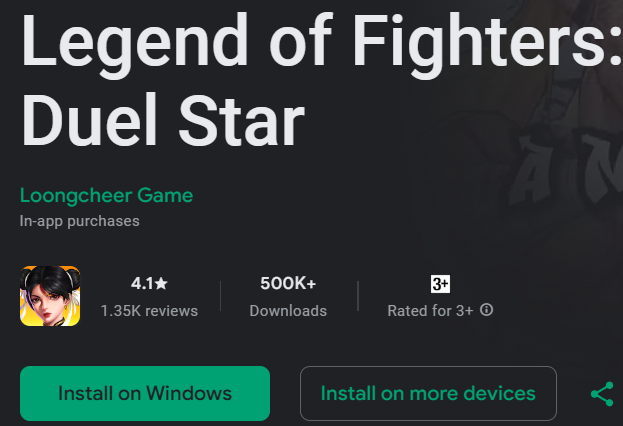 Legend of Fighters:
Duel Star
Loongcheer Game
In-app purchases
4.1★ 500K+ 3+
1.35K reviews Downloads Rated for 3+
Install on Windows Install on more devices